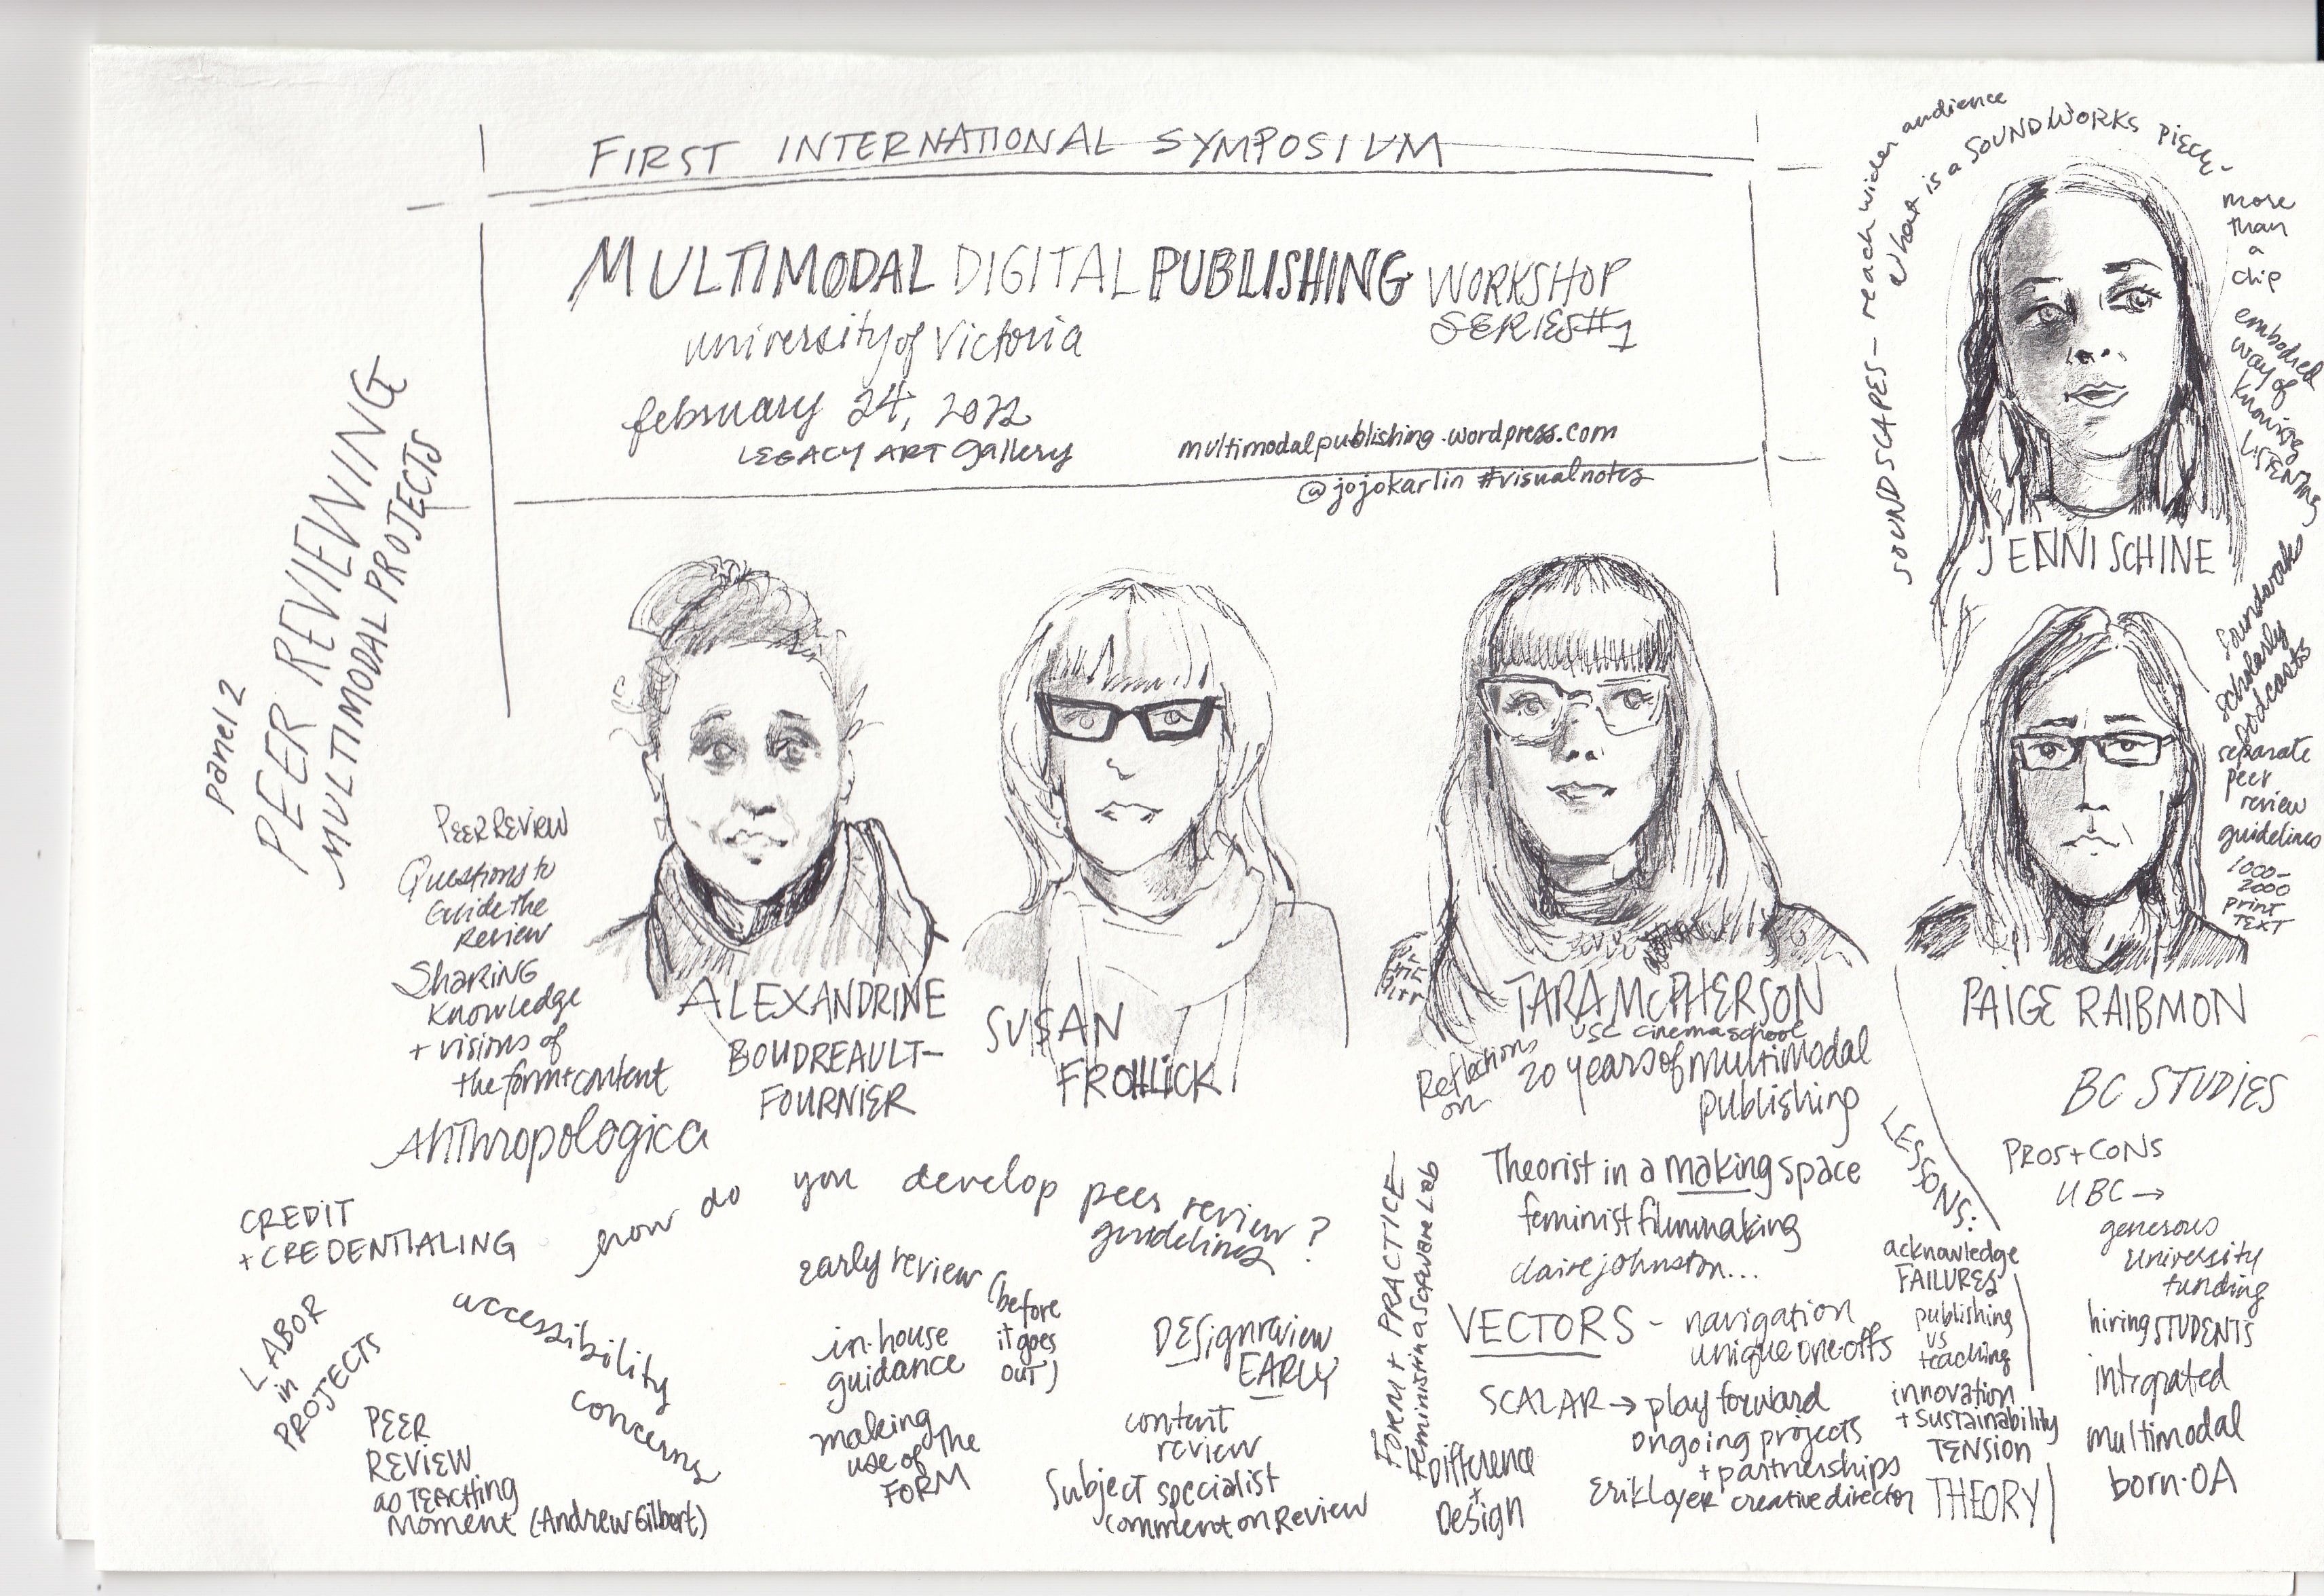 FIRST INTERNATIONAL SYMPOSIUM
MULTIMODAL DIGITAL PUBLISHING WORKSHOP
SERIES #1
university of Victoria
february 24, 2022
LEGACY ART Gallery
multimodalpublishing.wordpress.com
@jojokarlin #visualnotes
panel 2
PEER REVIEWING
MULTIMODAL PROJECTS
PEER REVIEW
Questions to
Guide the
Review
Sharing
Knowledge
+ visions of
the form + content
Anthropologica
ALEXANDRINE
BOUDREAULT-
FOURNIER
SUSAN
FROHLICK
how do you develop peer review
guidelines?
CREDIT
+ CREDENTIALING
LABOR
in
PROJECTS
accessibility
concerns
PEER
REVIEW
as TEACHING
Moment (Andrew Gilbert)
early review (before
it goes
out)
in-house
guidance
making
use of the
FORM
DESign review
EARLY
content
review
Subject specialist
comment on Review
TARA MCPHERSON
USC cinema school
Reflections
on
20 years of multimodal
publishing
FORM + PRACTICE-
Feminist in a Software Lab
Theorist in a making space
feminist filmmaking
claire johnston...
VECTORS - navigation
unique one-offs
SCALAR → play forward
ongoing projects
+ partnerships
Erik Loyer creative director
Difference
+
Design
LESSONS:
acknowledge
FAILURES
publishing
vs
teaching
innovation
+ sustainability
TENSION
THEORY
SOUNDSCAPES - reach wider audience
what is a SOUNDWORKS piece -
more
than
a
clip
embodied
way of
knowing
LISTENING
JENNI SCHINE
Soundworks
scholarly
podcasts
separate
peer
review
guidelines
1000-
2000
print
TEXT
PAIGE RAIBMON
BC STUDIES
PROS + CONS
UBC →
generous
university
funding
hiring STUDENTS
integrated
multimodal
born-OA